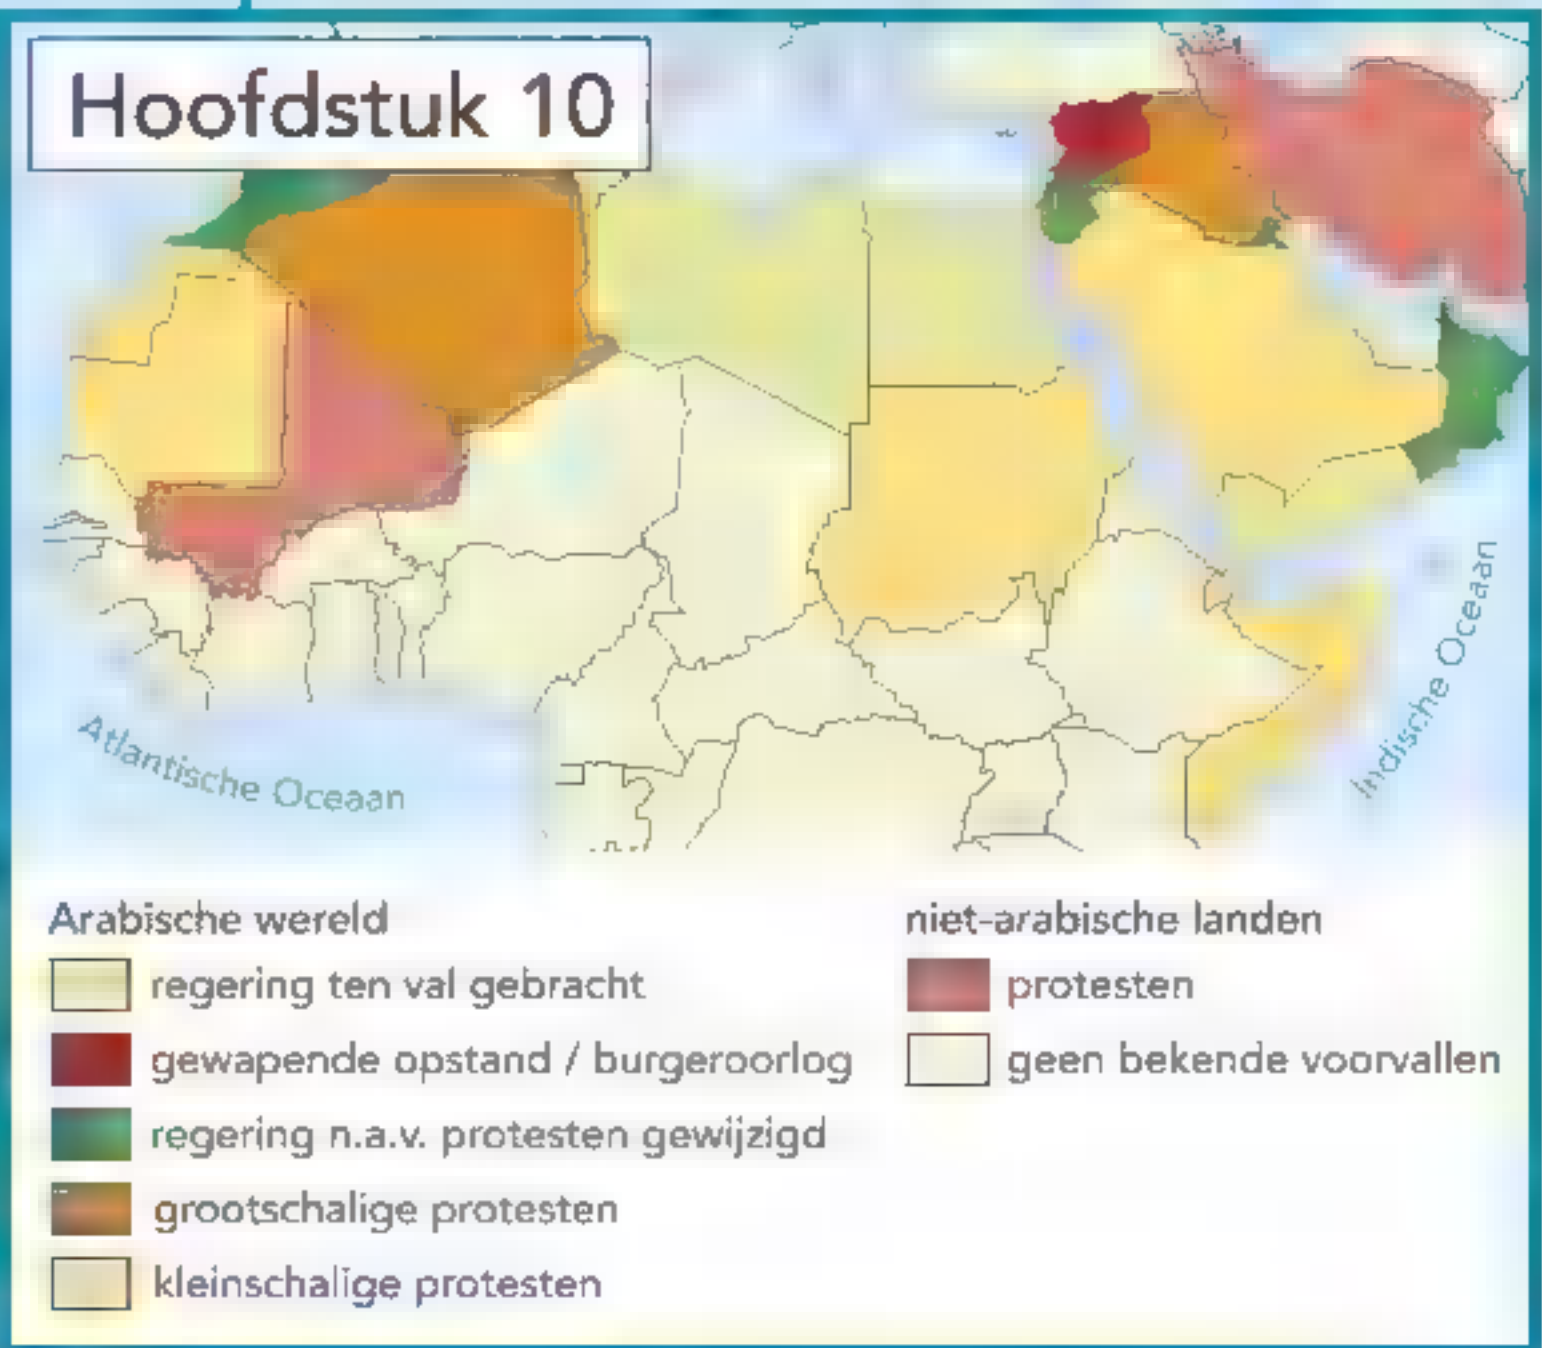 Hoofdstuk 10
Atlantische Oceaan
Indische Oceaan
Arabische wereld
regering ten val gebracht
gewapende opstand / burgeroorlog
regering n.a.v. protesten gewijzigd
grootschalige protesten
kleinschalige protesten
niet-arabische landen
protesten
geen bekende voorvallen